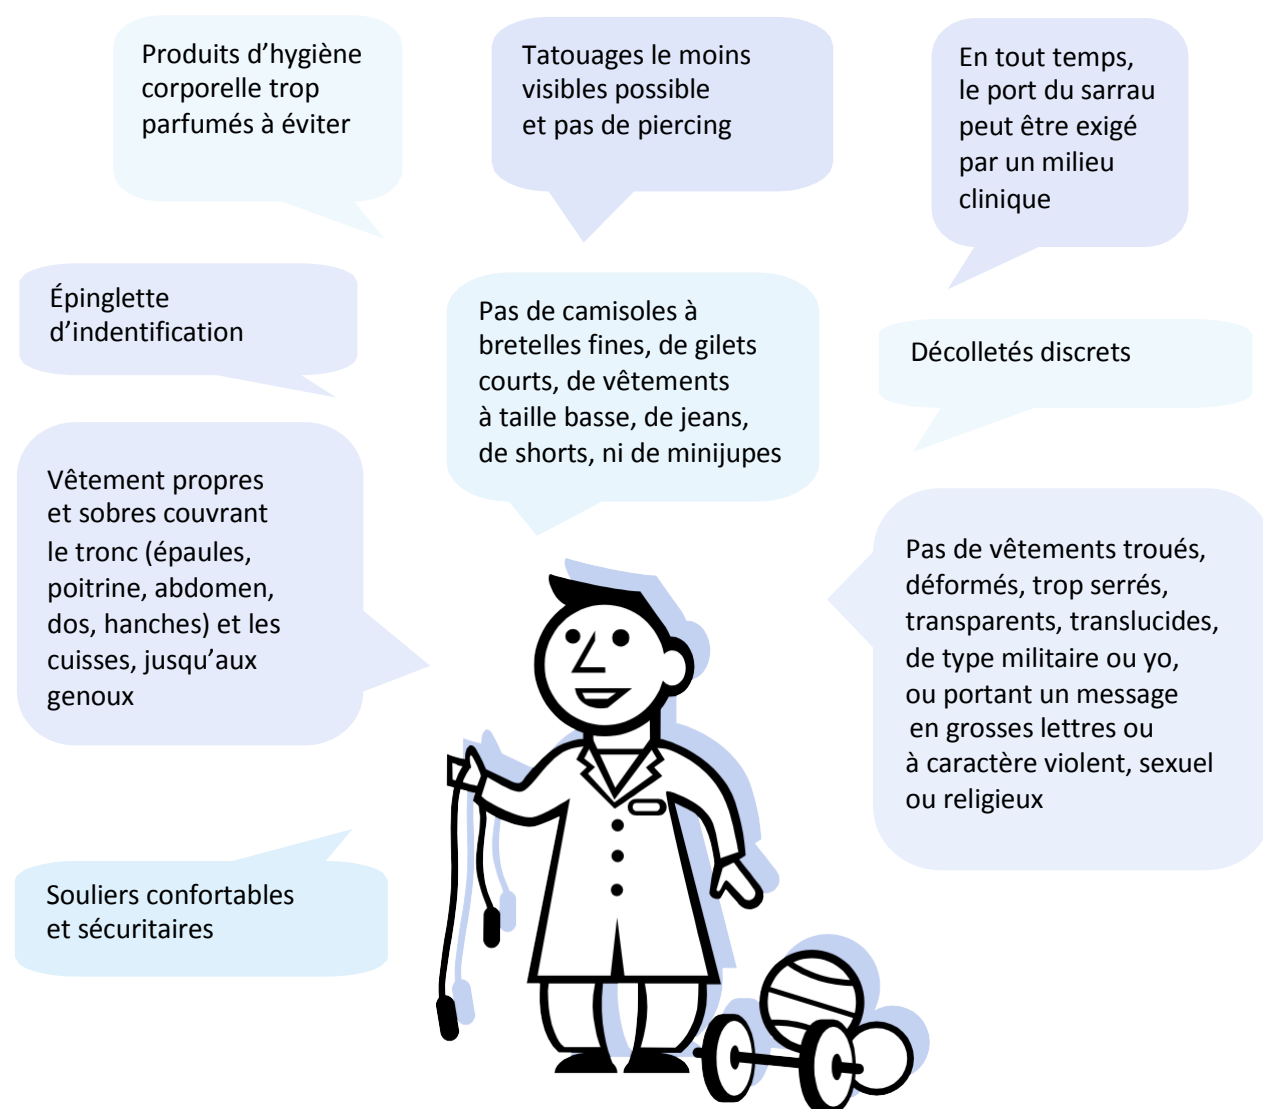 Produits d’hygiène
corporelle trop
parfumés à éviter
Tatouages le moins
visibles possible
et pas de piercing
En tout temps,
le port du sarrau
peut être exigé
par un milieu
clinique
Épinglette
d’indentification
Pas de camisoles à
bretelles fines, de gilets
courts, de vêtements
à taille basse, de jeans,
de shorts, ni de minijupes
Décolletés discrets
Vêtement propres
et sobres couvrant
le tronc (épaules,
poitrine, abdomen,
dos, hanches) et les
cuisses, jusqu’aux
genoux
Pas de vêtements troués,
déformés, trop serrés,
transparents, translucides,
de type militaire ou yo,
ou portant un message
en grosses lettres ou
à caractère violent, sexuel
ou religieux
Souliers confortables
et sécuritaires